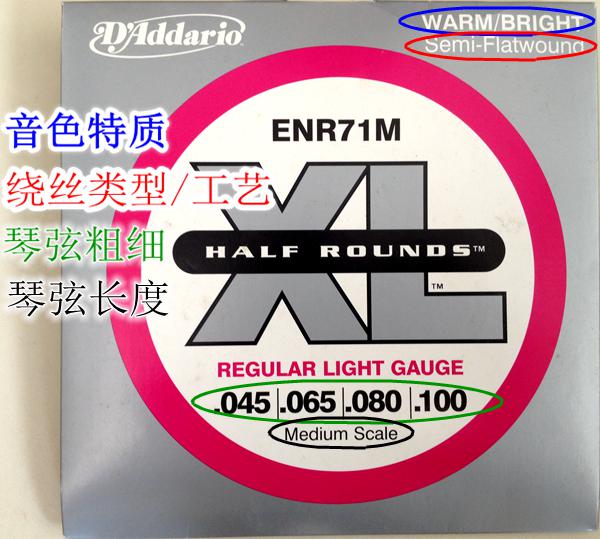 D'Addario
WARM/BRIGHT
Semi-Flatwound
音色特质
绕丝类型/工艺
琴弦粗细
琴弦长度
ENR71M
XL
HALF ROUNDS™
™
REGULAR LIGHT GAUGE
.045 .065 .080 .100
Medium Scale